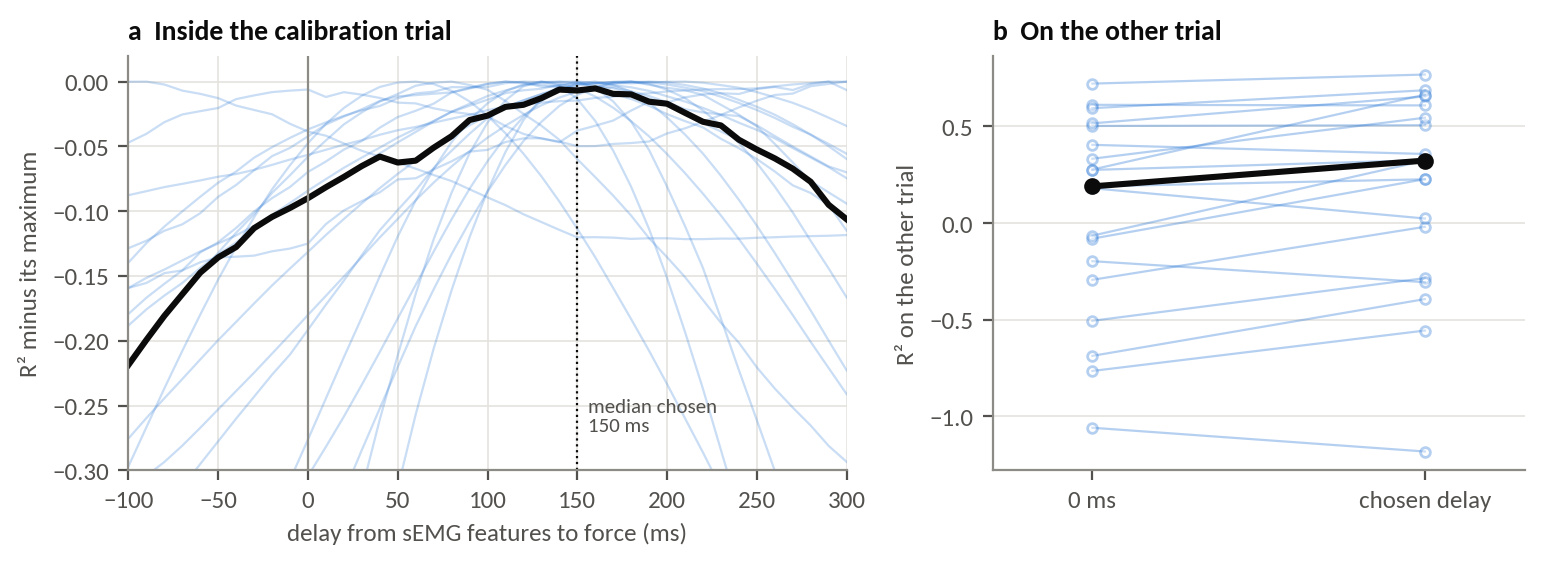 a Inside the calibration trial
R² minus its maximum
0.00
−0.05
−0.10
−0.15
−0.20
−0.25
−0.30
median chosen
150 ms
−100 −50 0 50 100 150 200 250 300
delay from sEMG features to force (ms)
b On the other trial
R² on the other trial
0.5
0.0
−0.5
−1.0
0 ms chosen delay